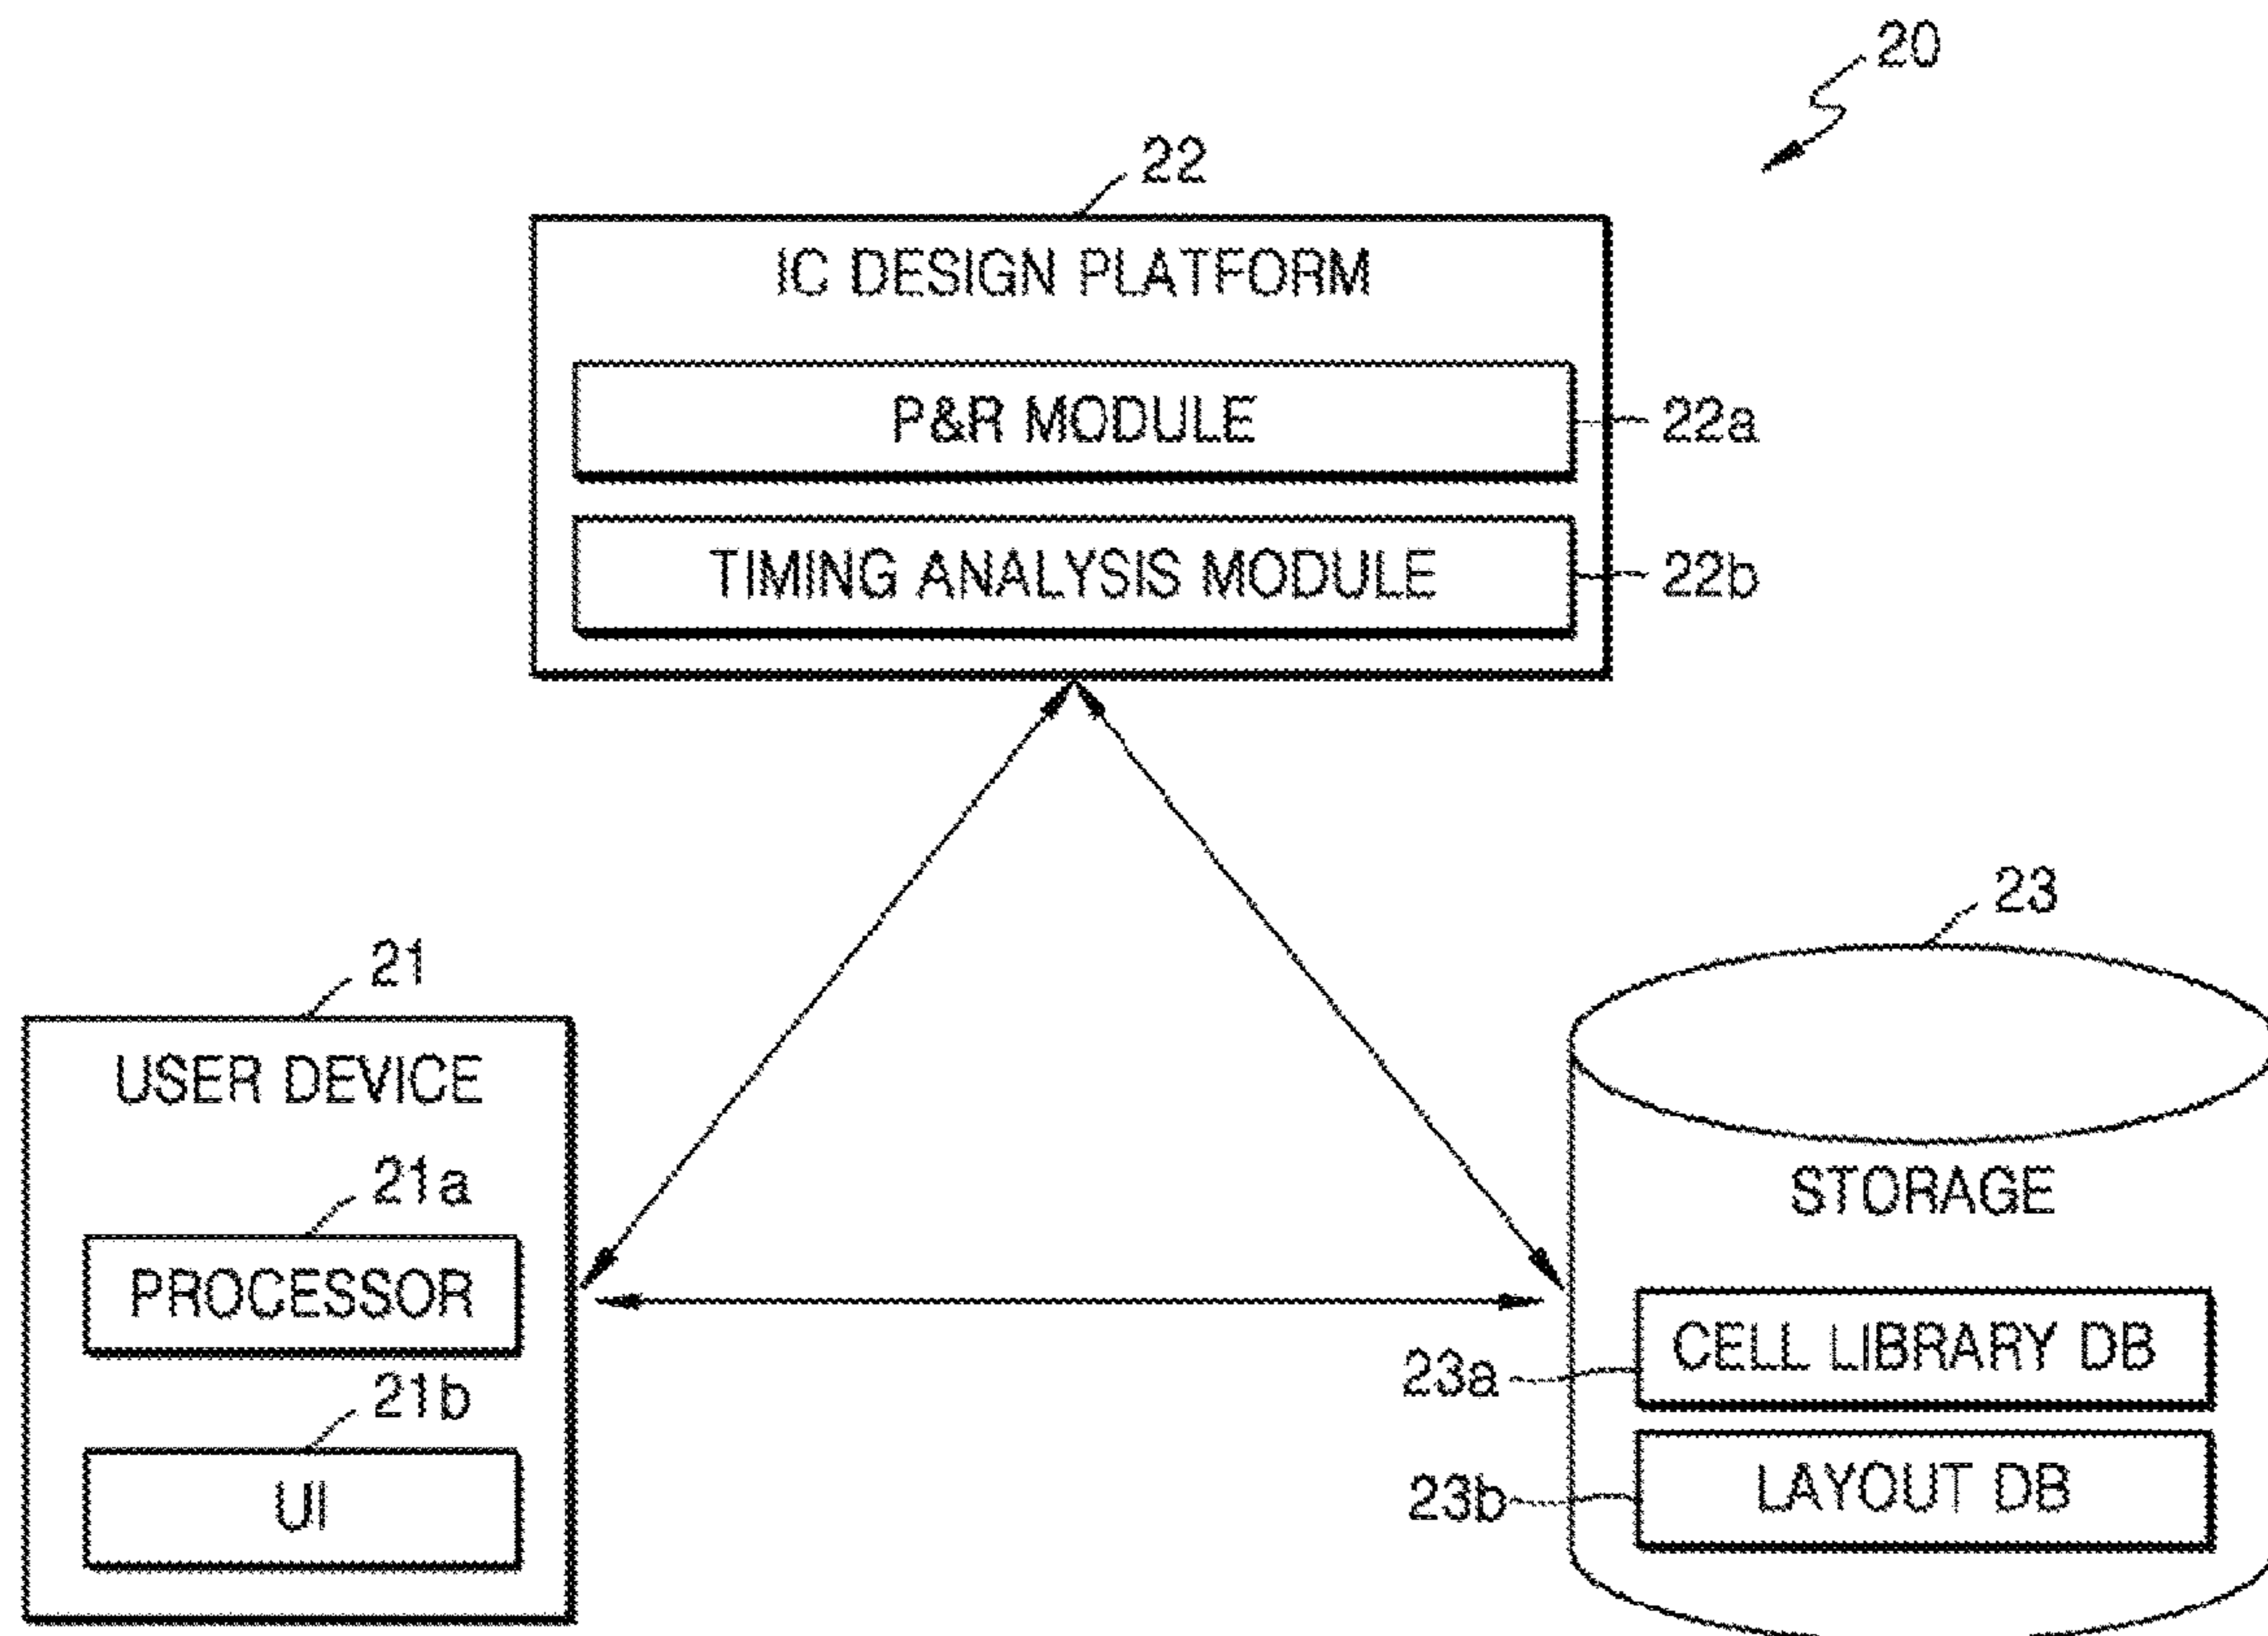 20
22
IC DESIGN PLATFORM
P&R MODULE
22a
TIMING ANALYSIS MODULE
22b
21
USER DEVICE
21a
PROCESSOR
21b
UI
23
STORAGE
CELL LIBRARY DB
23a
LAYOUT DB
23b